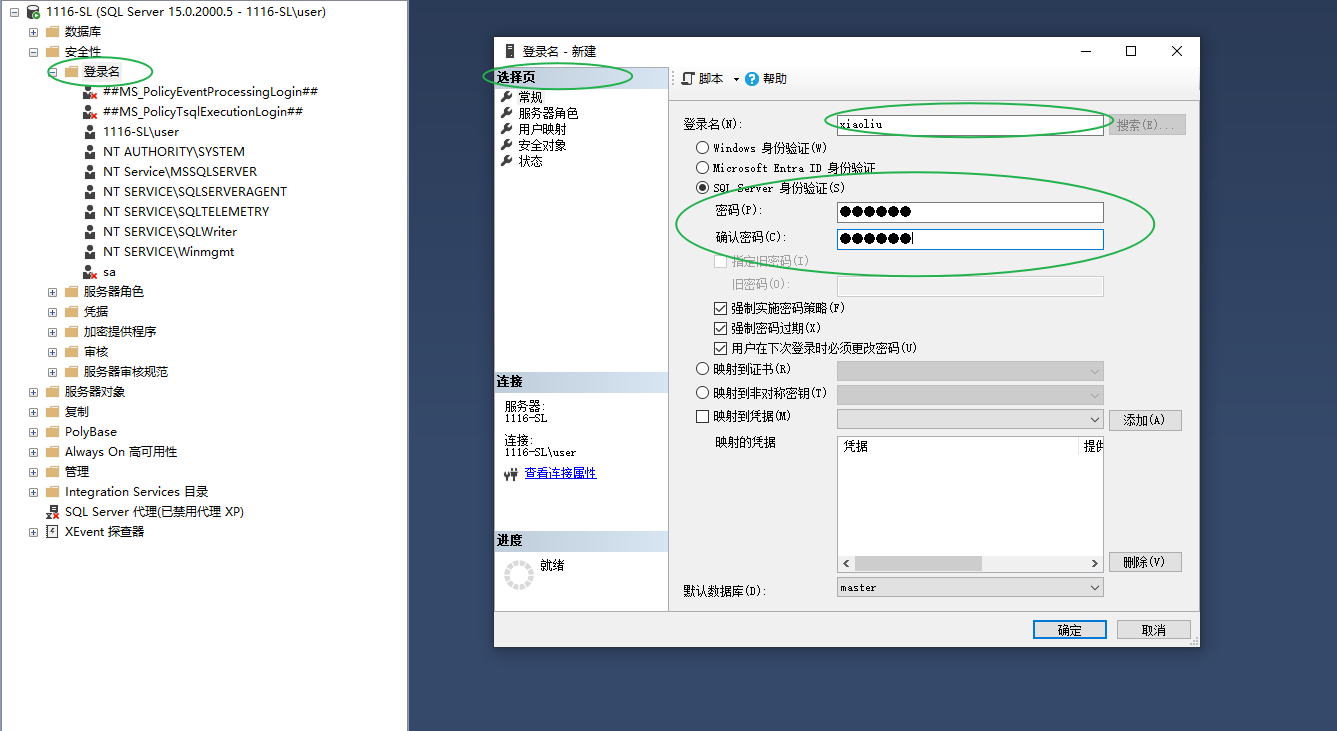 1116-SL (SQL Server 15.0.2000.5 - 1116-SL\user)
数据库
安全性
登录名
##MS_PolicyEventProcessingLogin##
##MS_PolicyTsqlExecutionLogin##
1116-SL\user
NT AUTHORITY\SYSTEM
NT Service\MSSQLSERVER
NT SERVICE\SQLSERVERAGENT
NT SERVICE\SQLTELEMETRY
NT SERVICE\SQLWriter
NT SERVICE\Winmgmt
sa
服务器角色
凭据
加密提供程序
审核
服务器审核规范
服务器对象
复制
PolyBase
Always On 高可用性
管理
Integration Services 目录
SQL Server 代理(已禁用代理 XP)
XEvent 探查器
登录名 - 新建
选择页
常规
服务器角色
用户映射
安全对象
状态
连接
服务器:
1116-SL
连接:
1116-SL\user
查看连接属性
进度
就绪
脚本 帮助
登录名(N): xiaoliu 搜索(E)...
Windows 身份验证(W)
Microsoft Entra ID 身份验证
SQL Server 身份验证(S)
密码(P): ●●●●●●
确认密码(C): ●●●●●●
指定旧密码(I)
旧密码(O):
强制实施密码策略(F)
强制密码过期(X)
用户在下次登录时必须更改密码(U)
映射到证书(R)
映射到非对称密钥(T)
映射到凭据(M) 添加(A)
映射的凭据 凭据 提供
删除(V)
默认数据库(D): master
确定 取消